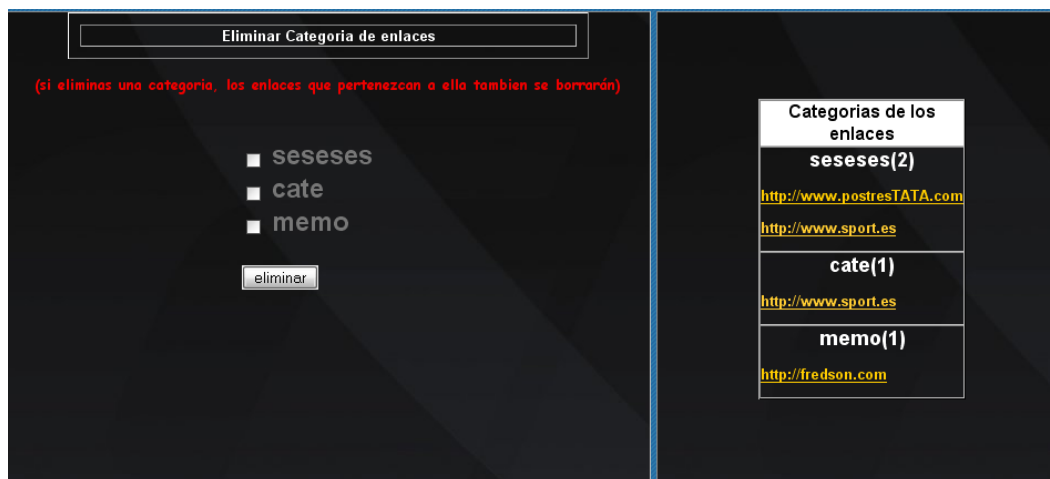 Eliminar Categoria de enlaces
(si eliminas una categoria, los enlaces que pertenezcan a ella tambien se borrarán)
seseses
cate
memo
eliminar
Categorias de los
enlaces
seseses(2)
http://www.postresTATA.com
http://www.sport.es
cate(1)
http://www.sport.es
memo(1)
http://fredson.com